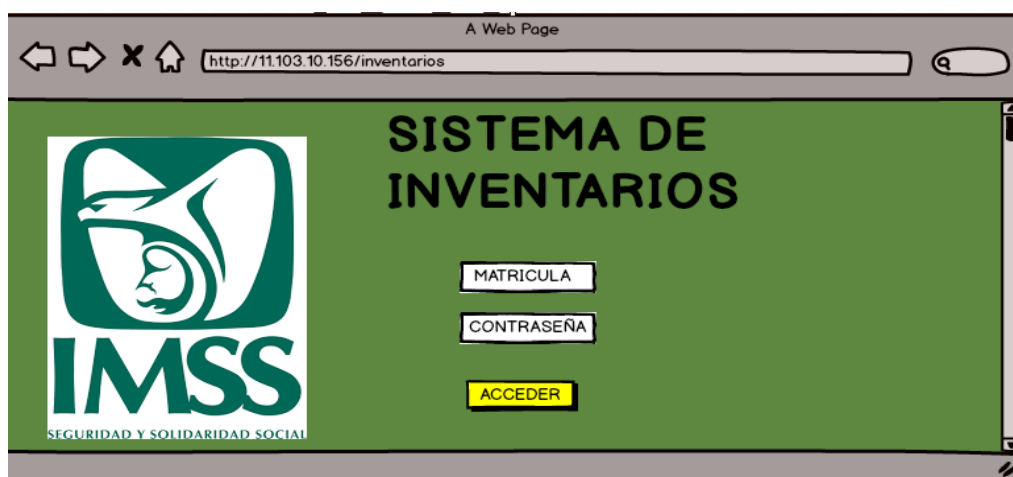 A Web Page
http://11.103.10.156/inventarios
SISTEMA DE
INVENTARIOS
MATRICULA
CONTRASEÑA
ACCEDER
IMSS
SEGURIDAD Y SOLIDARIDAD SOCIAL